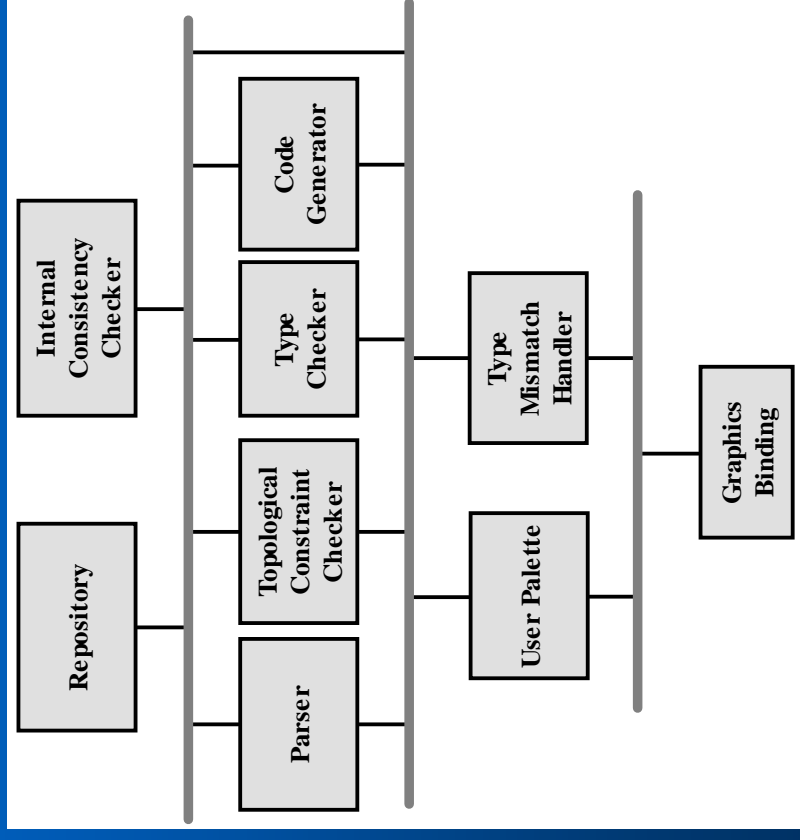 Repository
Internal
Consistency
Checker
Parser
Topological
Constraint
Checker
Type
Checker
Code
Generator
User Palette
Type
Mismatch
Handler
Graphics
Binding